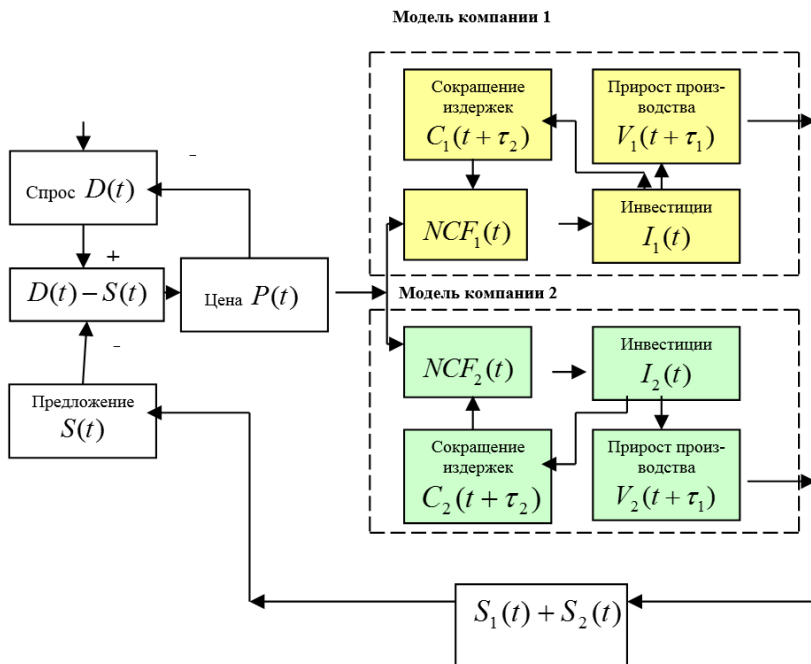 Модель компании 1
Сокращение
издержек
C₁(t + τ₂)
Прирост произ-
водства
V₁(t + τ₁)
–
Спрос D(t)
NCF₁(t)
Инвестиции
I₁(t)
+
D(t) – S(t)
Цена P(t)
Модель компании 2
–
NCF₂(t)
Инвестиции
I₂(t)
Предложение
S(t)
Сокращение
издержек
C₂(t + τ₂)
Прирост произ-
водства
V₂(t + τ₁)
S₁(t) + S₂(t)